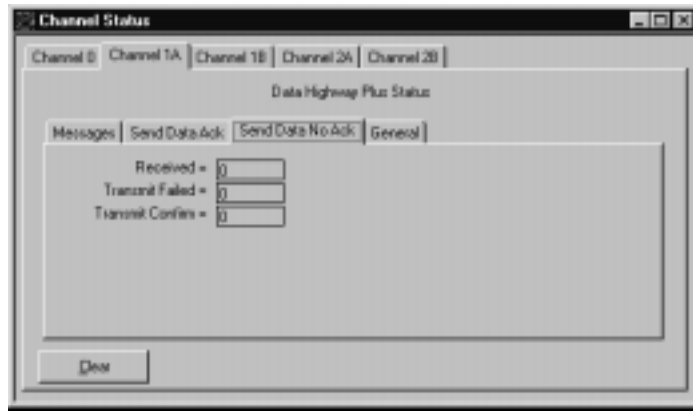 Channel Status
Channel 0 Channel 1A Channel 1B Channel 2A Channel 2B
Data Highway Plus Status
Messages Send Data Ack Send Data No Ack General
Received = 0
Transmit Failed = 0
Transmit Confirm = 0
Clear